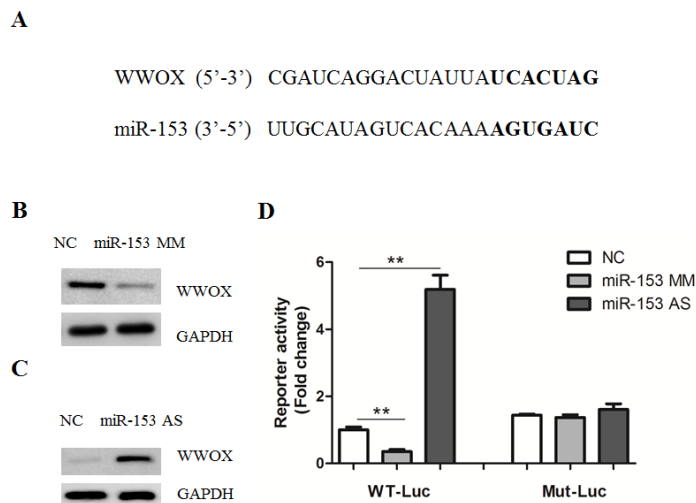 A
WWOX (5’-3’) CGAUCAGGACUAUUAUCACUAG
miR-153 (3’-5’) UUGCAUAGUCACAAAAGUGAUC
B
NC miR-153 MM
WWOX
GAPDH
C
NC miR-153 AS
WWOX
GAPDH
D
Reporter activity
(Fold change)
6
4
2
0
**
**
NC
miR-153 MM
miR-153 AS
WT-Luc
Mut-Luc